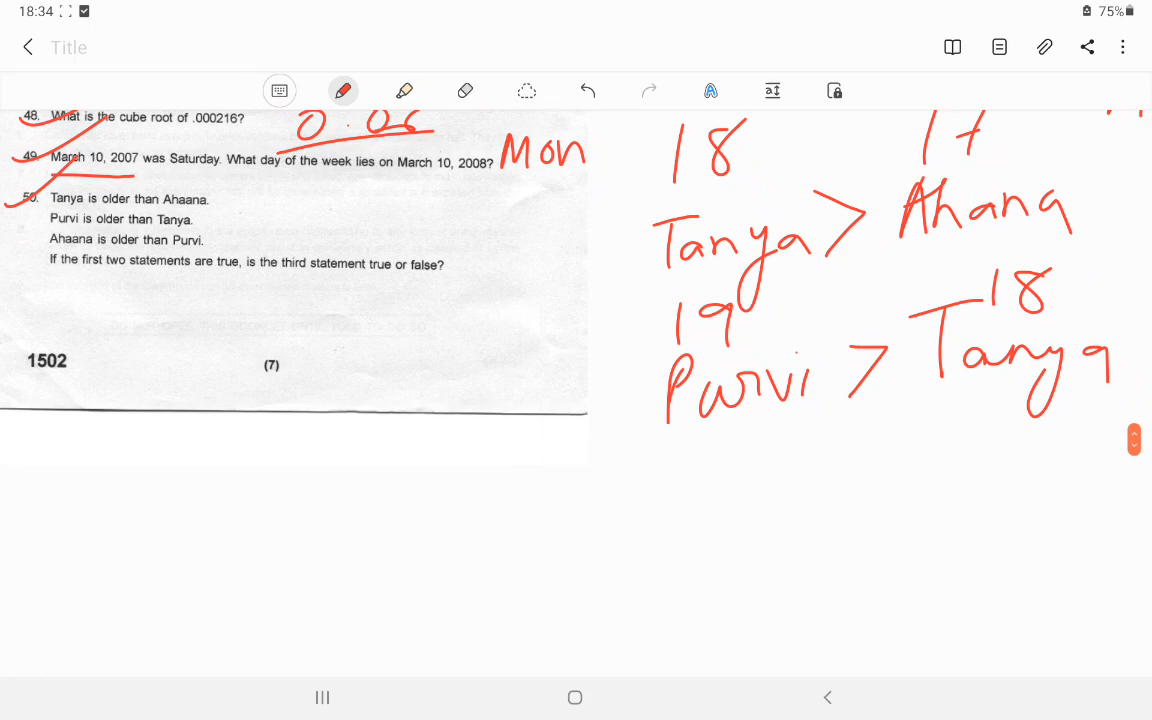 18:34
75%
Title
48. What is the cube root of .000216?
0.06
49. March 10, 2007 was Saturday. What day of the week lies on March 10, 2008? Mon
50. Tanya is older than Ahaana.
Purvi is older than Tanya.
Ahaana is older than Purvi.
If the first two statements are true, is the third statement true or false?
1502
(7)
18 17
Tanya > Ahana
19 18
Purvi > Tanya